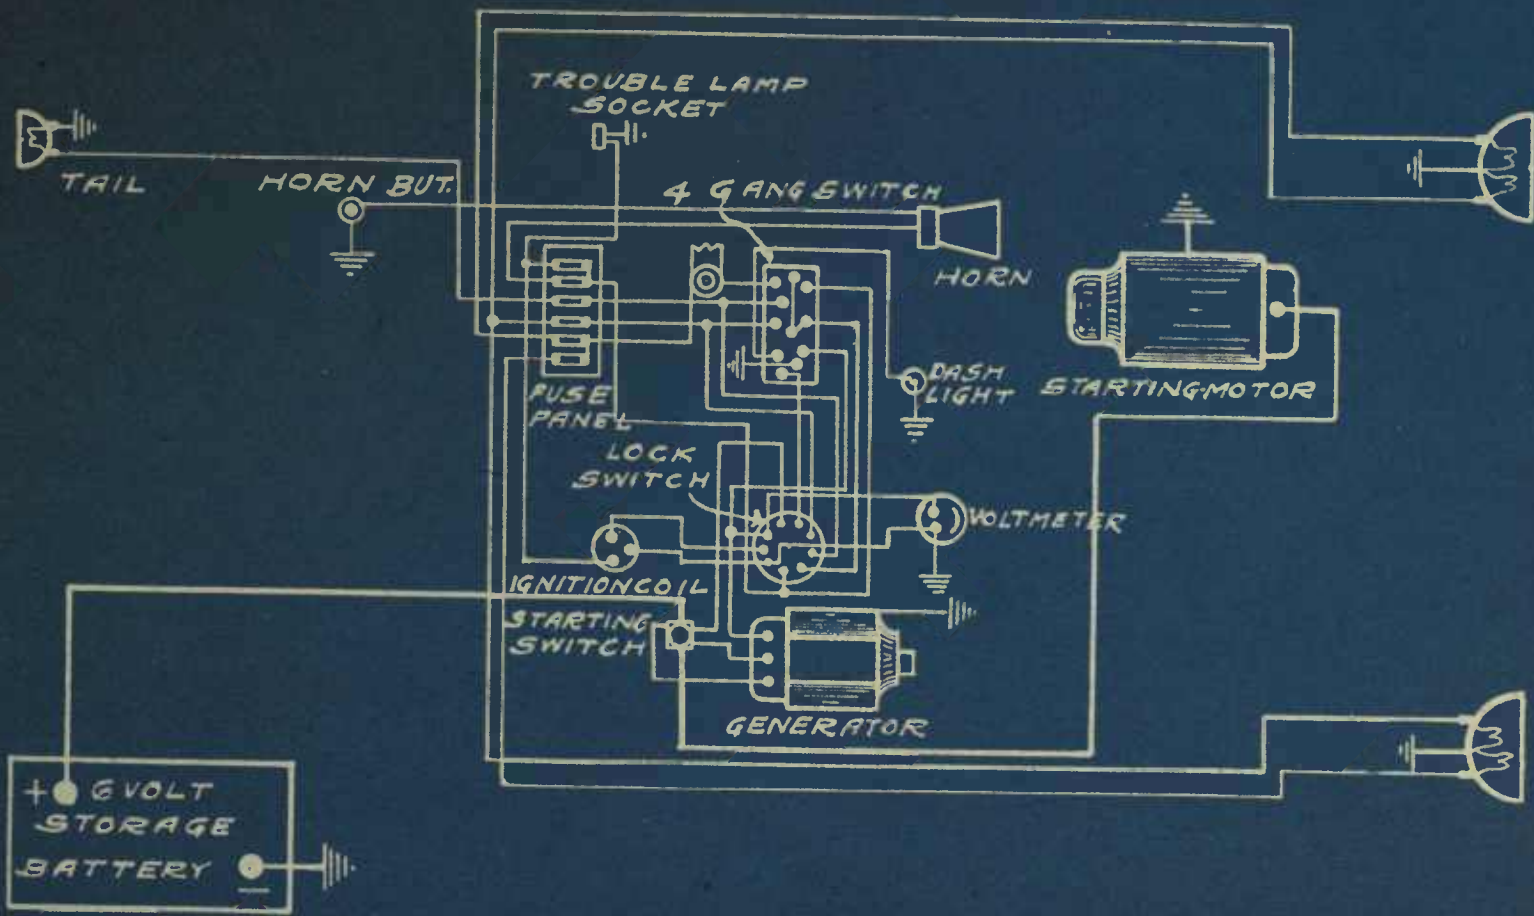 TROUBLE LAMP
SOCKET
TAIL
HORN BUT.
4 GANG SWITCH
HORN
FUSE
PANEL
DASH
LIGHT
STARTING-MOTOR
LOCK
SWITCH
VOLTMETER
IGNITION COIL
STARTING
SWITCH
GENERATOR
+ 6 VOLT
STORAGE
BATTERY
—